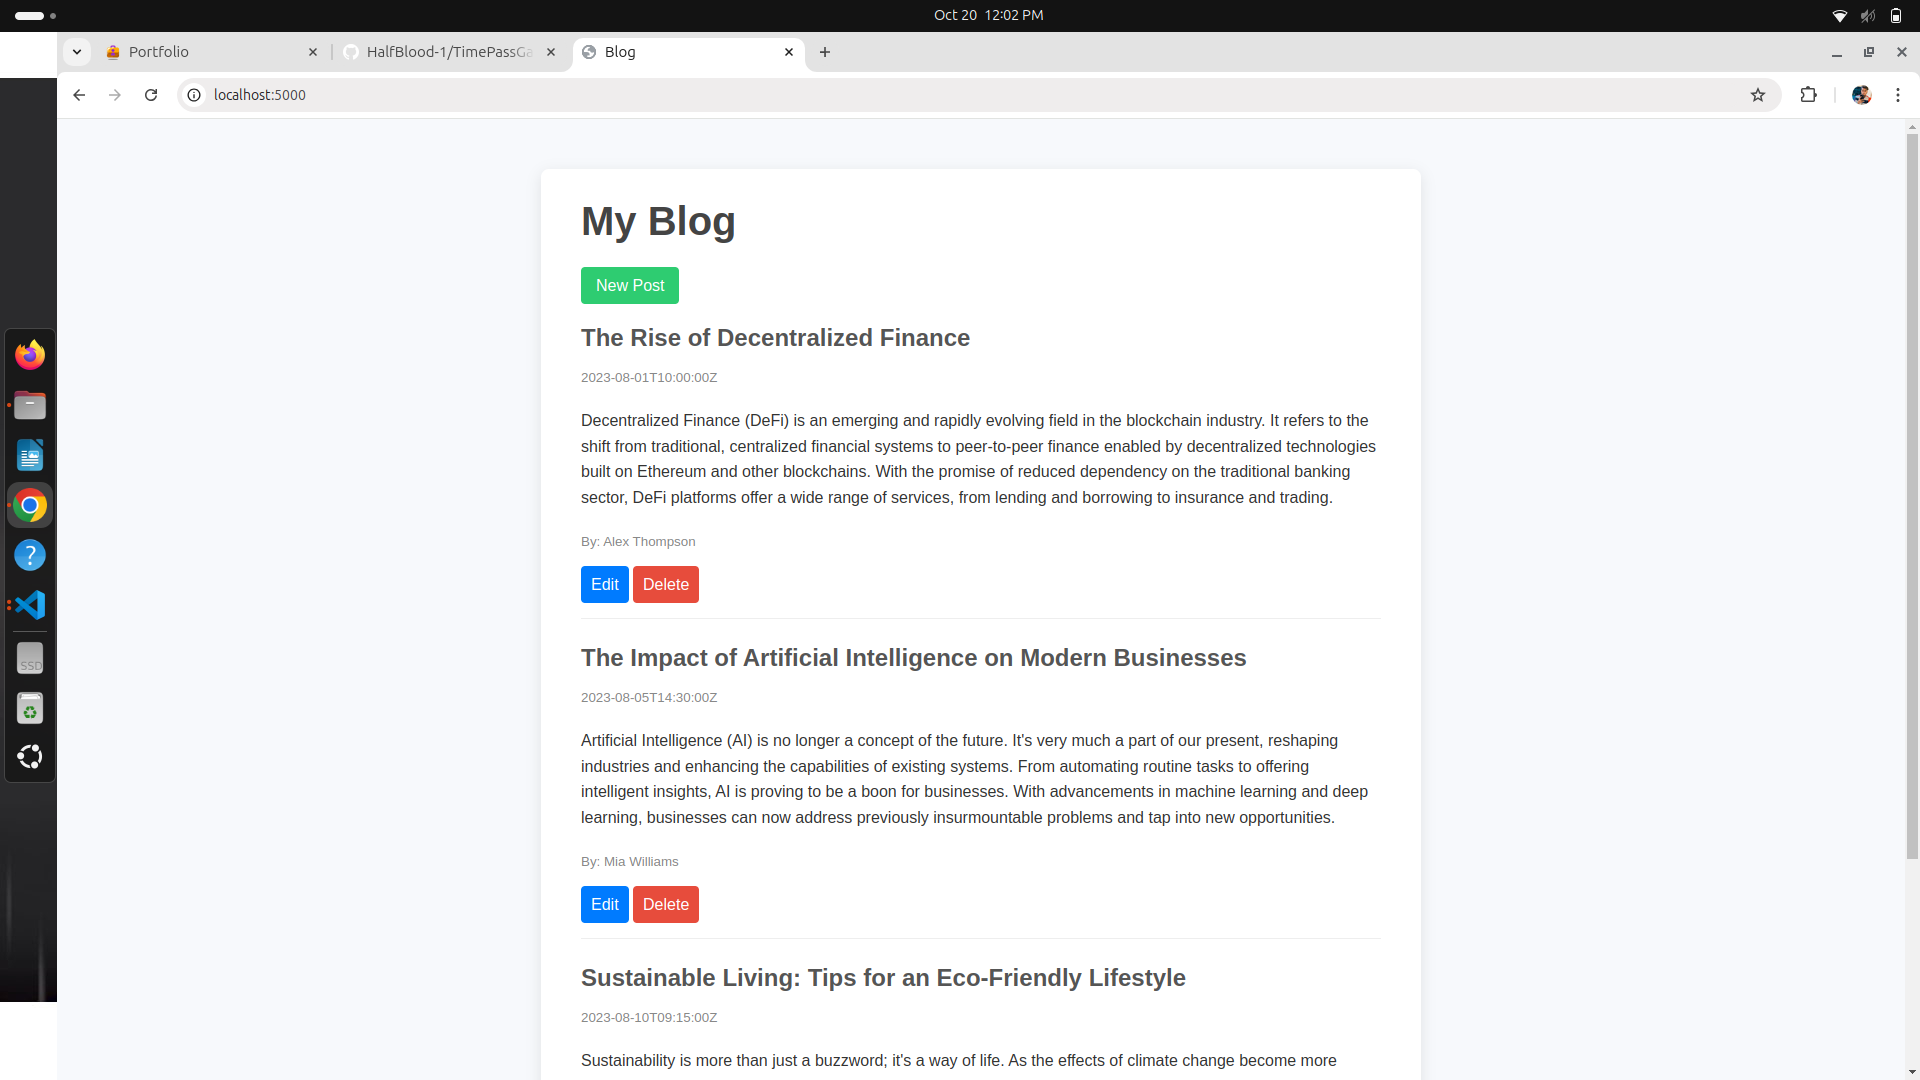 Oct 20 12:02 PM
Portfolio
HalfBlood-1/TimePassGa
Blog
localhost:5000
My Blog
New Post
The Rise of Decentralized Finance
2023-08-01T10:00:00Z
Decentralized Finance (DeFi) is an emerging and rapidly evolving field in the blockchain industry. It refers to the
shift from traditional, centralized financial systems to peer-to-peer finance enabled by decentralized technologies
built on Ethereum and other blockchains. With the promise of reduced dependency on the traditional banking
sector, DeFi platforms offer a wide range of services, from lending and borrowing to insurance and trading.
By: Alex Thompson
Edit Delete
The Impact of Artificial Intelligence on Modern Businesses
2023-08-05T14:30:00Z
Artificial Intelligence (AI) is no longer a concept of the future. It's very much a part of our present, reshaping
industries and enhancing the capabilities of existing systems. From automating routine tasks to offering
intelligent insights, AI is proving to be a boon for businesses. With advancements in machine learning and deep
learning, businesses can now address previously insurmountable problems and tap into new opportunities.
By: Mia Williams
Edit Delete
Sustainable Living: Tips for an Eco-Friendly Lifestyle
2023-08-10T09:15:00Z
Sustainability is more than just a buzzword; it's a way of life. As the effects of climate change become more
?
SSD